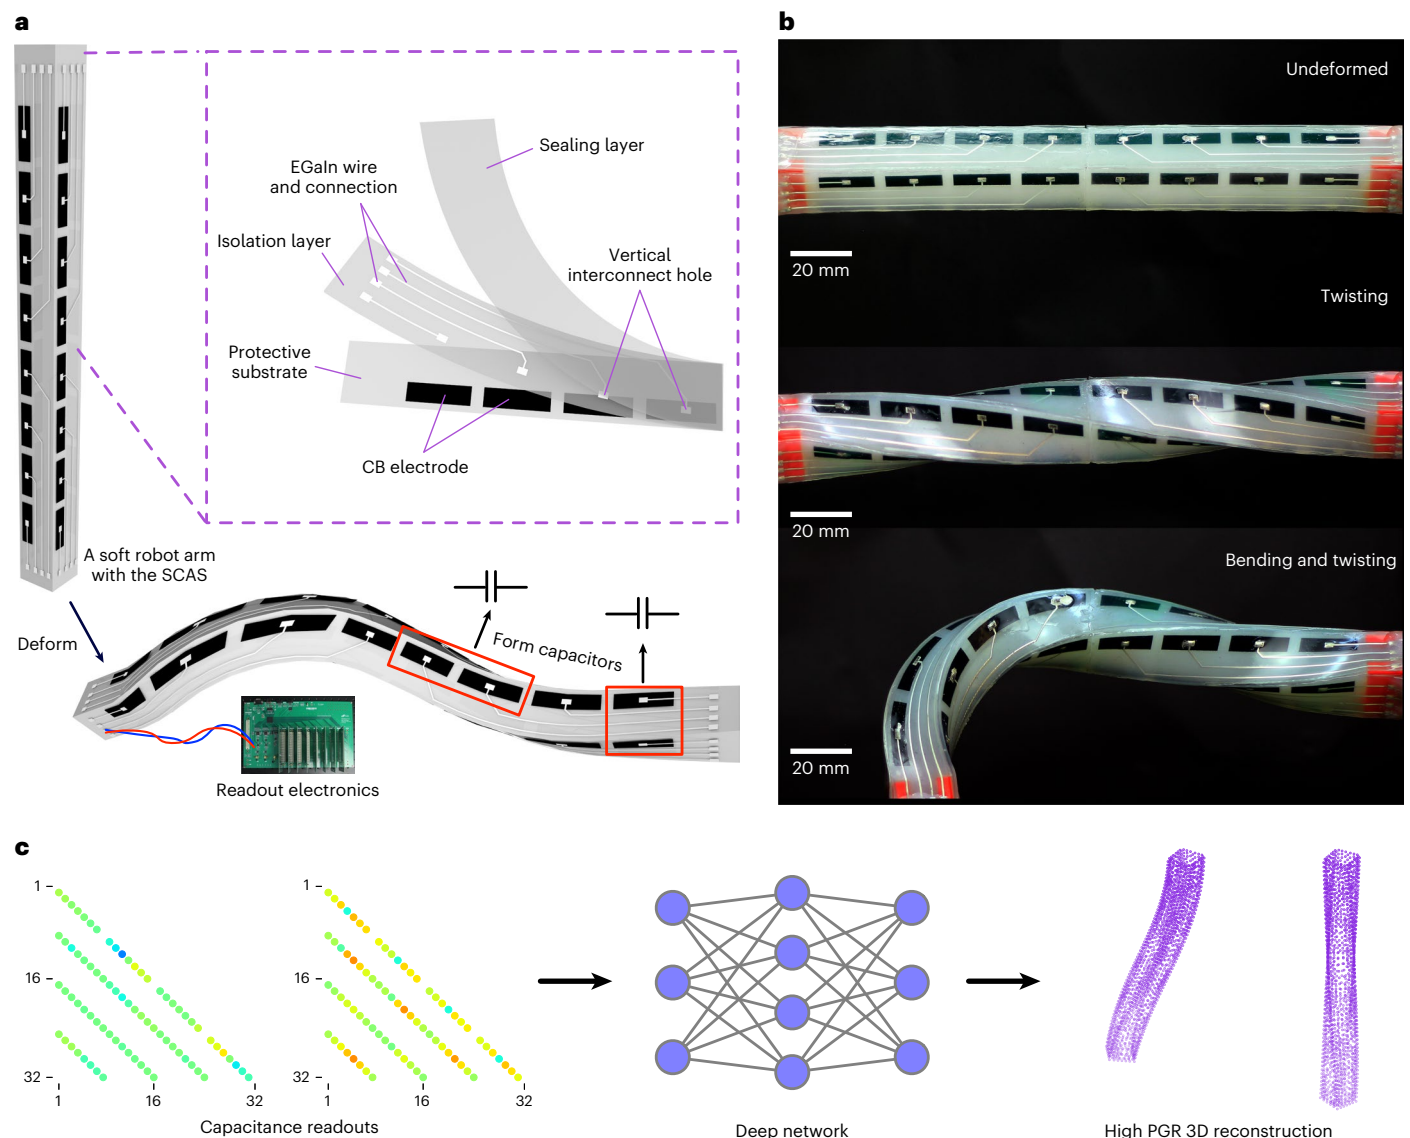 a
Sealing layer
EGaIn wire
and connection
Isolation layer
Vertical
interconnect hole
Protective
substrate
CB electrode
A soft robot arm
with the SCAS
Deform
Form capacitors
Readout electronics
b
Undeformed
20 mm
Twisting
20 mm
Bending and twisting
20 mm
c
1
16
32
1
16
32
1
16
32
1
16
32
Capacitance readouts
Deep network
High PGR 3D reconstruction